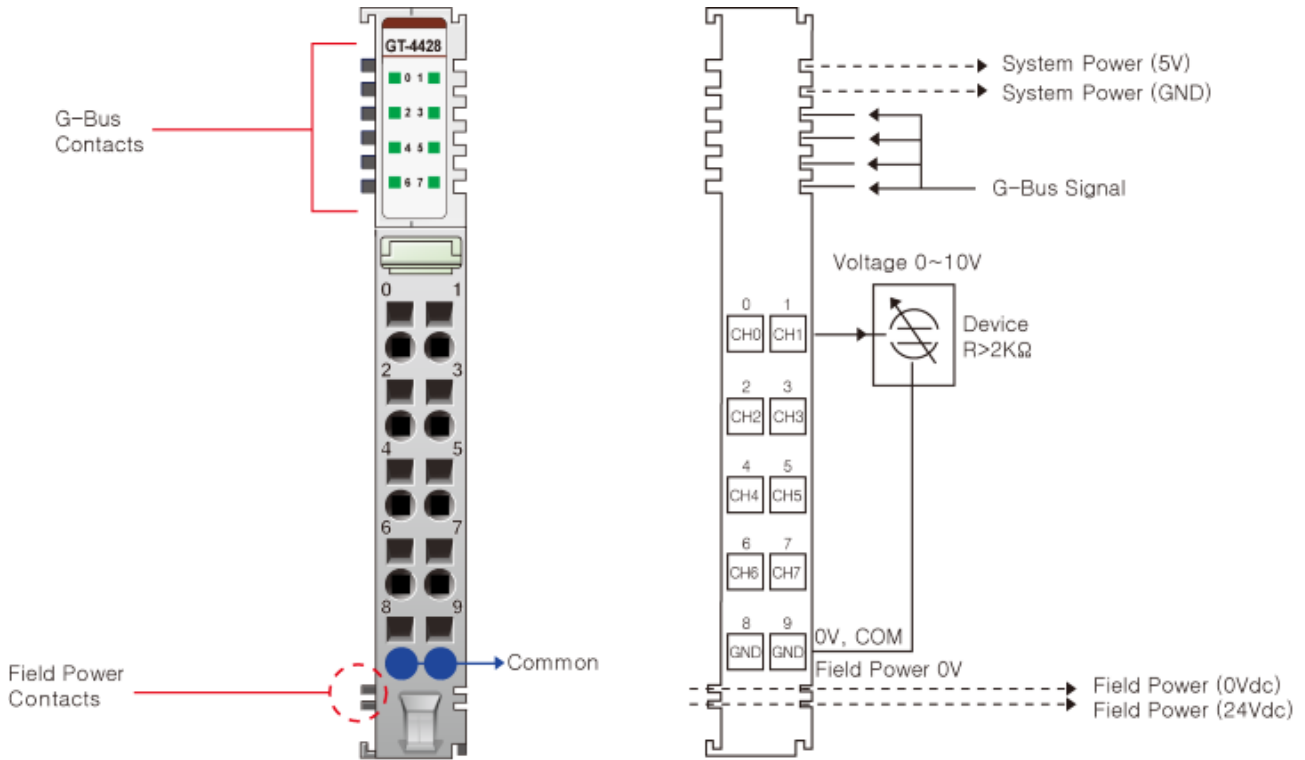 GT-4428
0 1
2 3
4 5
6 7
G-Bus
Contacts
0 1
2 3
4 5
6 7
8 9
Common
Field Power
Contacts
System Power (5V)
System Power (GND)
G-Bus Signal
Voltage 0~10V
Device
R>2KΩ
0 1
CH0 CH1
2 3
CH2 CH3
4 5
CH4 CH5
6 7
CH6 CH7
8 9
GND GND
0V, COM
Field Power 0V
Field Power (0Vdc)
Field Power (24Vdc)